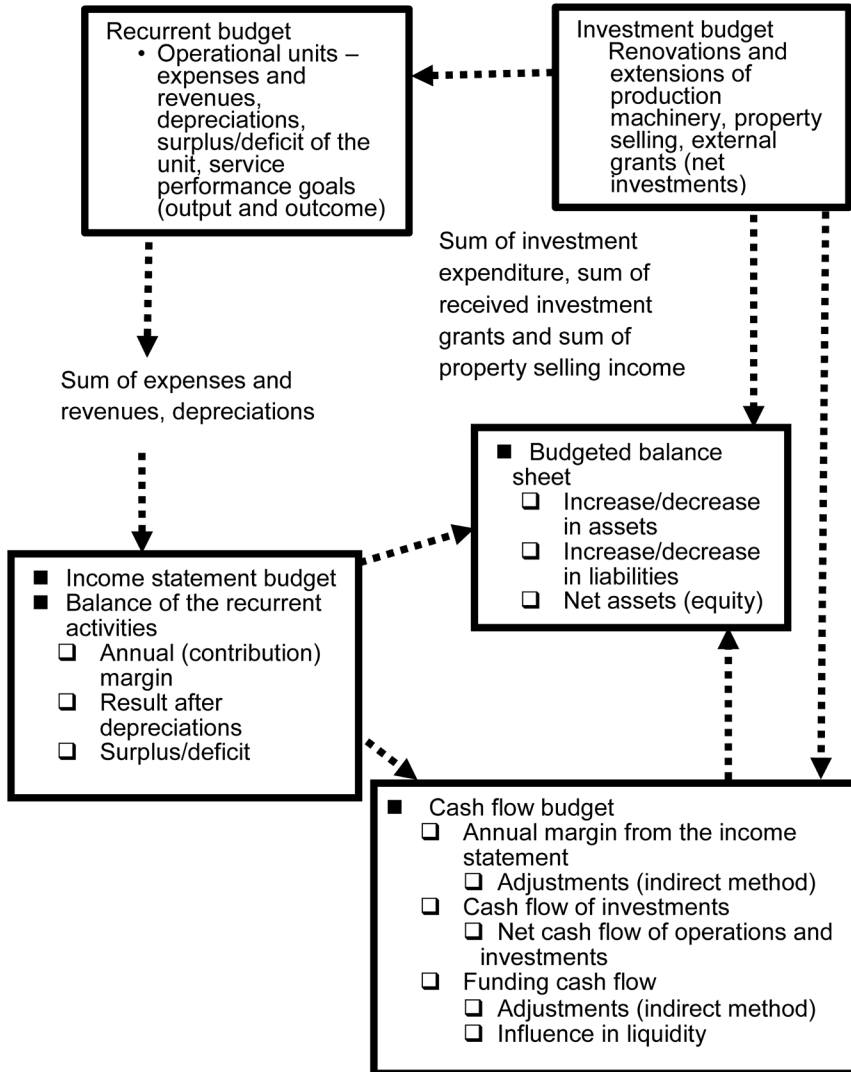 Recurrent budget
• Operational units –
expenses and
revenues,
depreciations,
surplus/deficit of the
unit, service
performance goals
(output and outcome)
Investment budget
Renovations and
extensions of
production
machinery, property
selling, external
grants (net
investments)
Sum of investment
expenditure, sum of
received investment
grants and sum of
property selling income
Sum of expenses and
revenues, depreciations
■ Budgeted balance
sheet
❑ Increase/decrease
in assets
❑ Increase/decrease
in liabilities
❑ Net assets (equity)
■ Income statement budget
■ Balance of the recurrent
activities
❑ Annual (contribution)
margin
❑ Result after
depreciations
❑ Surplus/deficit
■ Cash flow budget
❑ Annual margin from the income
statement
❑ Adjustments (indirect method)
❑ Cash flow of investments
❑ Net cash flow of operations and
investments
❑ Funding cash flow
❑ Adjustments (indirect method)
❑ Influence in liquidity